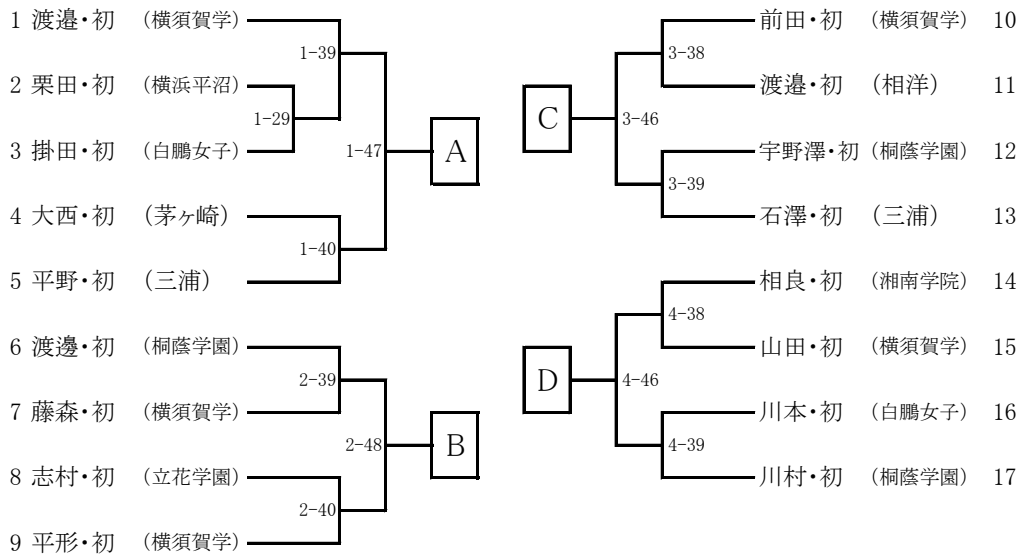 1 渡邉・初 (横須賀学)
1-39
2 栗田・初 (横浜平沼)
1-29
3 掛田・初 (白鵬女子)
1-47
A
4 大西・初 (茅ヶ崎)
1-40
5 平野・初 (三浦)
6 渡邊・初 (桐蔭学園)
2-39
7 藤森・初 (横須賀学)
2-48
B
8 志村・初 (立花学園)
2-40
9 平形・初 (横須賀学)
前田・初 (横須賀学) 10
3-38
渡邉・初 (相洋) 11
C
3-46
宇野澤・初 (桐蔭学園) 12
3-39
石澤・初 (三浦) 13
相良・初 (湘南学院) 14
4-38
山田・初 (横須賀学) 15
D
4-46
川本・初 (白鵬女子) 16
4-39
川村・初 (桐蔭学園) 17